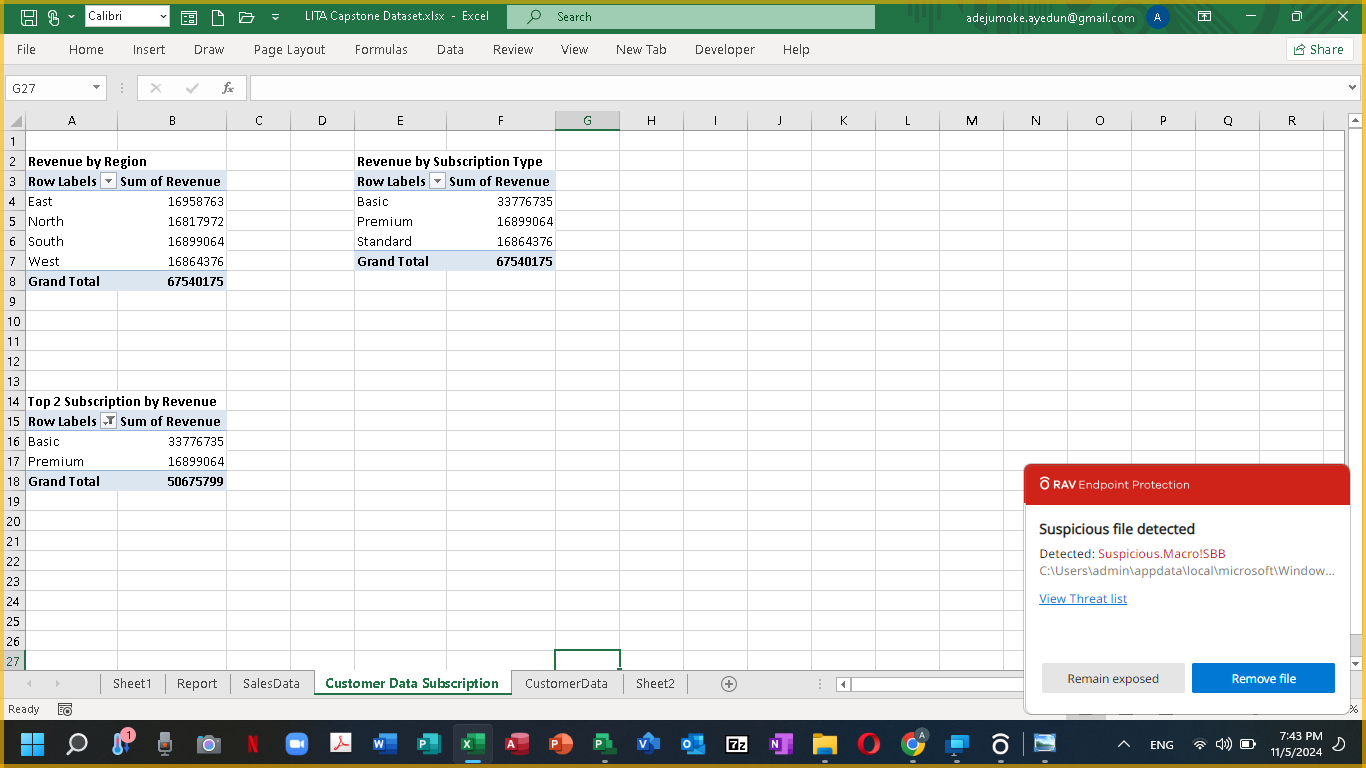 Calibri
LITA Capstone Dataset.xlsx - Excel
Search
adejumoke.ayedun@gmail.com
A
File Home Insert Draw Page Layout Formulas Data Review View New Tab Developer Help
Share
G27
fx
A B C D E F G H I J K L M N O P Q R
1
2 Revenue by Region Revenue by Subscription Type
3 Row Labels Sum of Revenue Row Labels Sum of Revenue
4 East 16958763 Basic 33776735
5 North 16817972 Premium 16899064
6 South 16899064 Standard 16864376
7 West 16864376 Grand Total 67540175
8 Grand Total 67540175
9
10
11
12
13
14 Top 2 Subscription by Revenue
15 Row Labels Sum of Revenue
16 Basic 33776735
17 Premium 16899064
18 Grand Total 50675799
19
20
21
22
23
24
25
26
27
RAV Endpoint Protection
Suspicious file detected
Detected: Suspicious.Macro!SBB
C:\Users\admin\appdata\local\microsoft\Window...
View Threat list
Remain exposed Remove file
Sheet1 Report SalesData Customer Data Subscription CustomerData Sheet2
Ready
%
1
N
zoom
W
P
X
A
P
P
V
O
7z
N
A
ENG
7:43 PM
11/5/2024